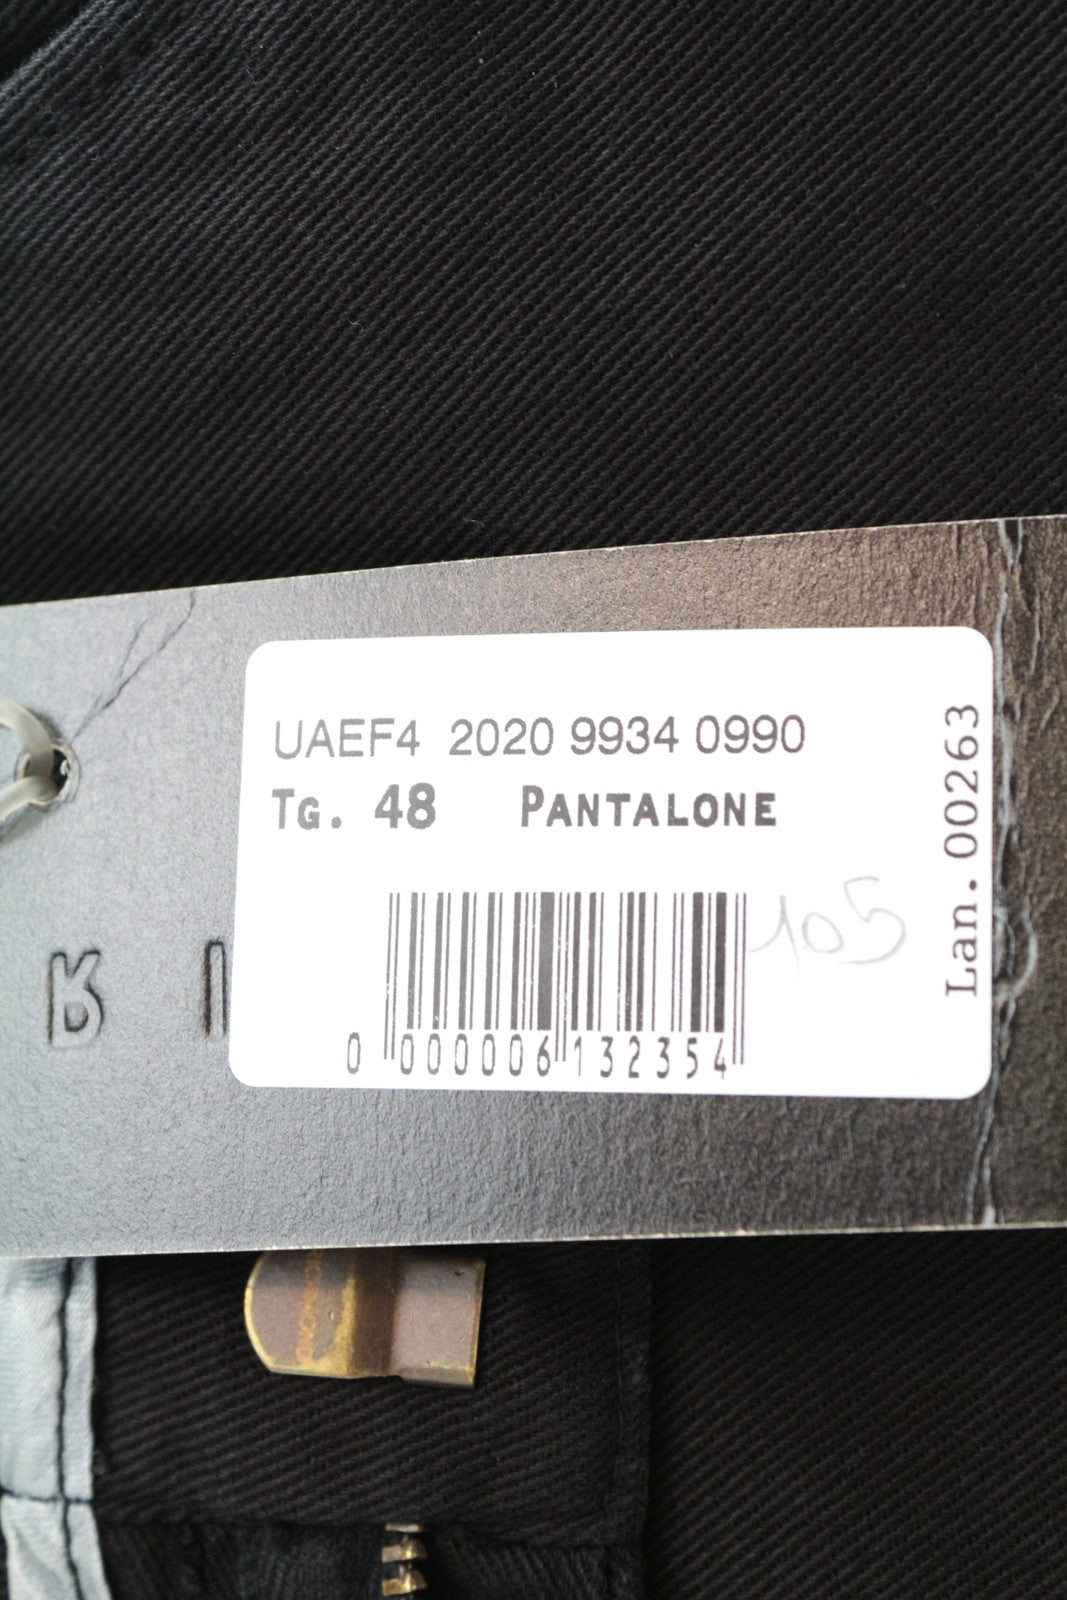 UAEF4 2020 9934 0990
Tg. 48 PANTALONE
105
0 000006 132354
Lan. 00263
R I